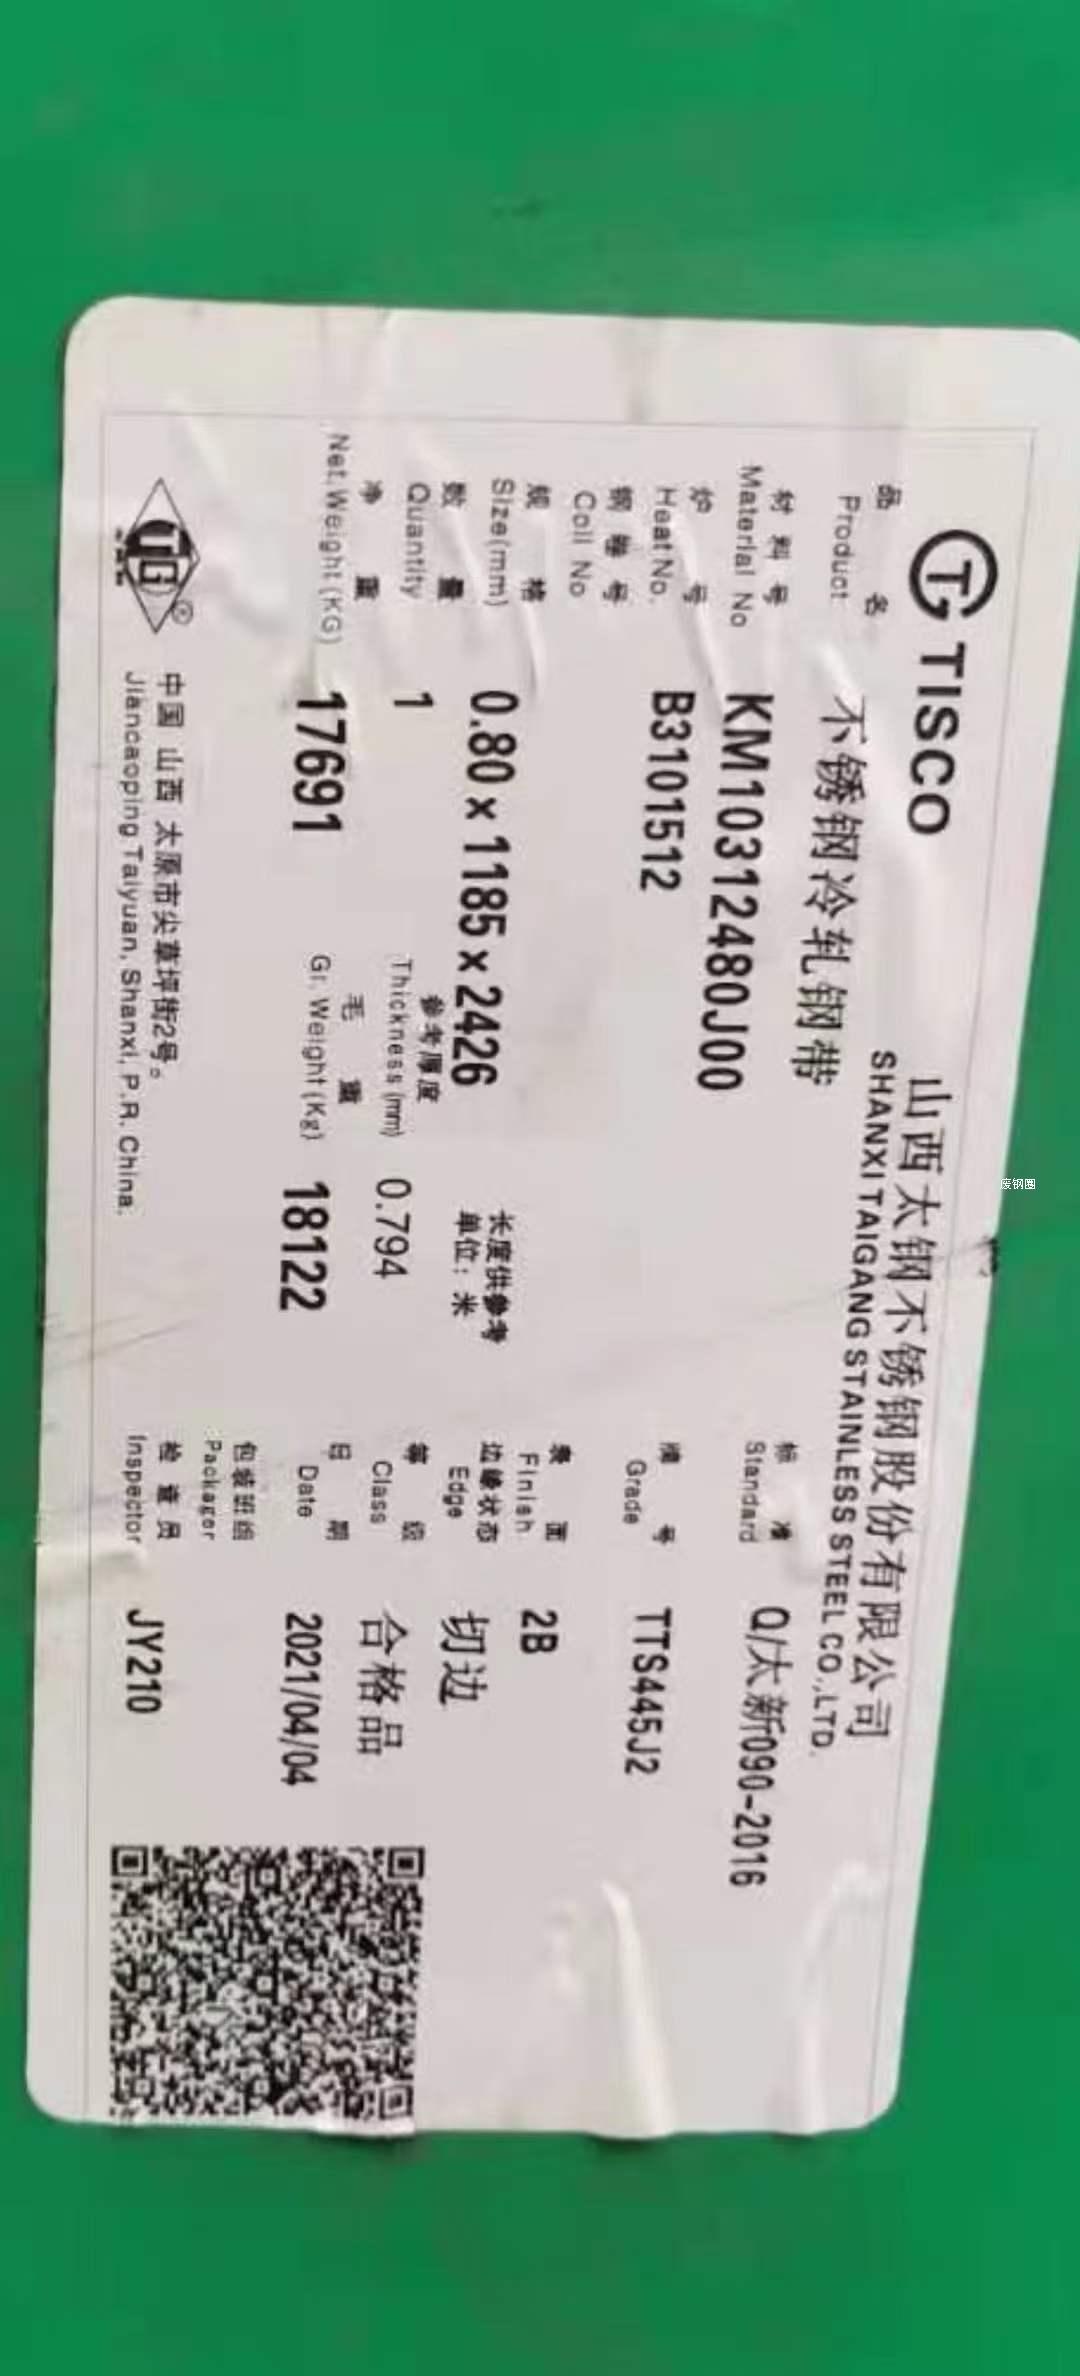 TISCO
山西太钢不锈钢股份有限公司
SHANXI TAIGANG STAINLESS STEEL CO.,LTD.
品名 不锈钢冷轧钢带
Product
标准 Q/太新090-2016
Standard
材料号 KM10312480J00
Material No
炉号 B3101512
Heat No.
牌号 TTS445J2
Grade
钢卷号
Coil No
表面 2B
Finish
规格 0.80×1185×2426 长度供参考
Size(mm) 单位：米
边缘状态 切边
Edge
数量 1 参考厚度 0.794
Quantity Thickness(mm)
等级 合格品
Class
净重 17691 毛重 18122
Net.Weight(KG) Gr. Weight(Kg)
日期 2021/04/04
Date
包装班组
Packager
检查员 JY210
Inspector
TG®
中国 山西 太原市尖草坪街2号。
Jiancaoping Taiyuan, Shanxi, P.R. China.
废钢圈